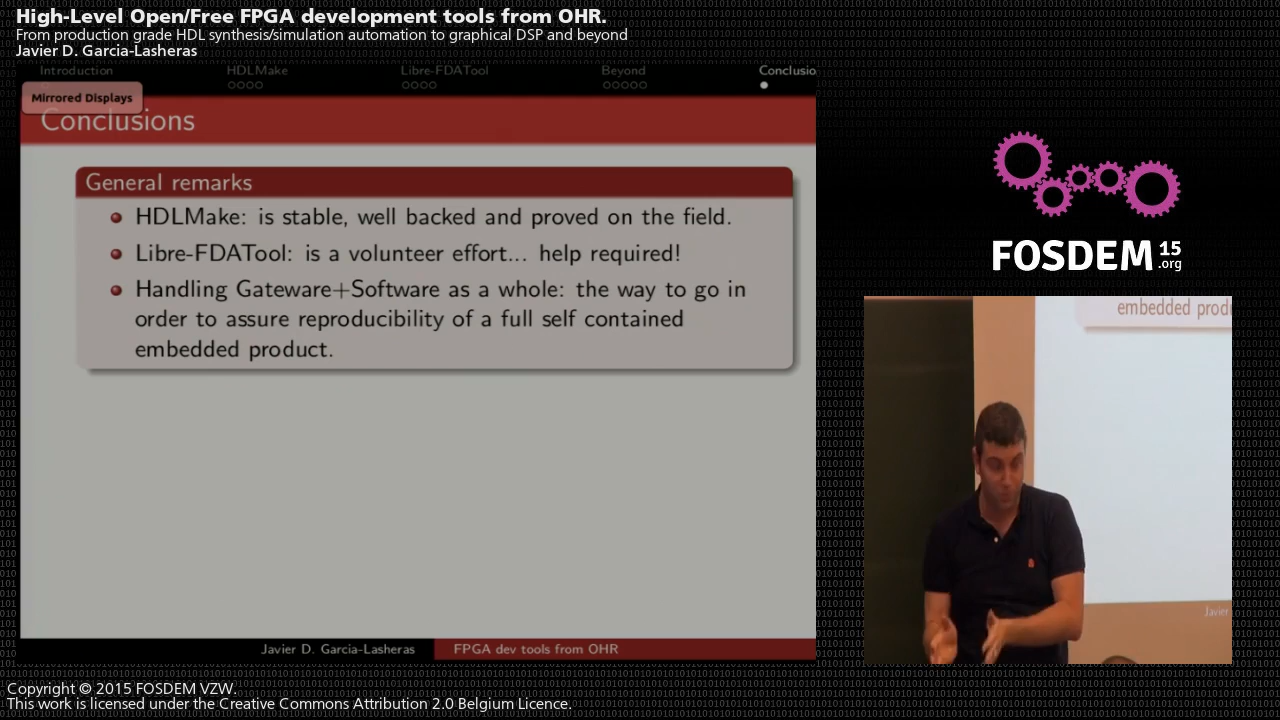 High-Level Open/Free FPGA development tools from OHR.
From production grade HDL synthesis/simulation automation to graphical DSP and beyond
Javier D. Garcia-Lasheras
Introduction HDLMake Libre-FDATool Beyond Conclusio
Mirrored Displays
Conclusions
General remarks
HDLMake: is stable, well backed and proved on the field.
Libre-FDATool: is a volunteer effort... help required!
Handling Gateware+Software as a whole: the way to go in
order to assure reproducibility of a full self contained
embedded product.
Javier D. Garcia-Lasheras FPGA dev tools from OHR
FOSDEM 15 .org
embedded prod
Javier
Copyright © 2015 FOSDEM VZW.
This work is licensed under the Creative Commons Attribution 2.0 Belgium Licence.